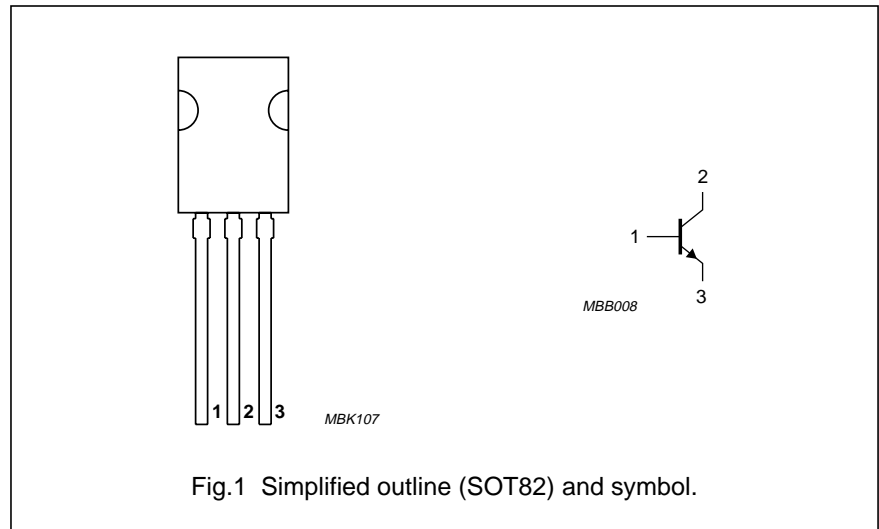 2
1
MBB008
3
1 2 3
MBK107
Fig.1 Simplified outline (SOT82) and symbol.